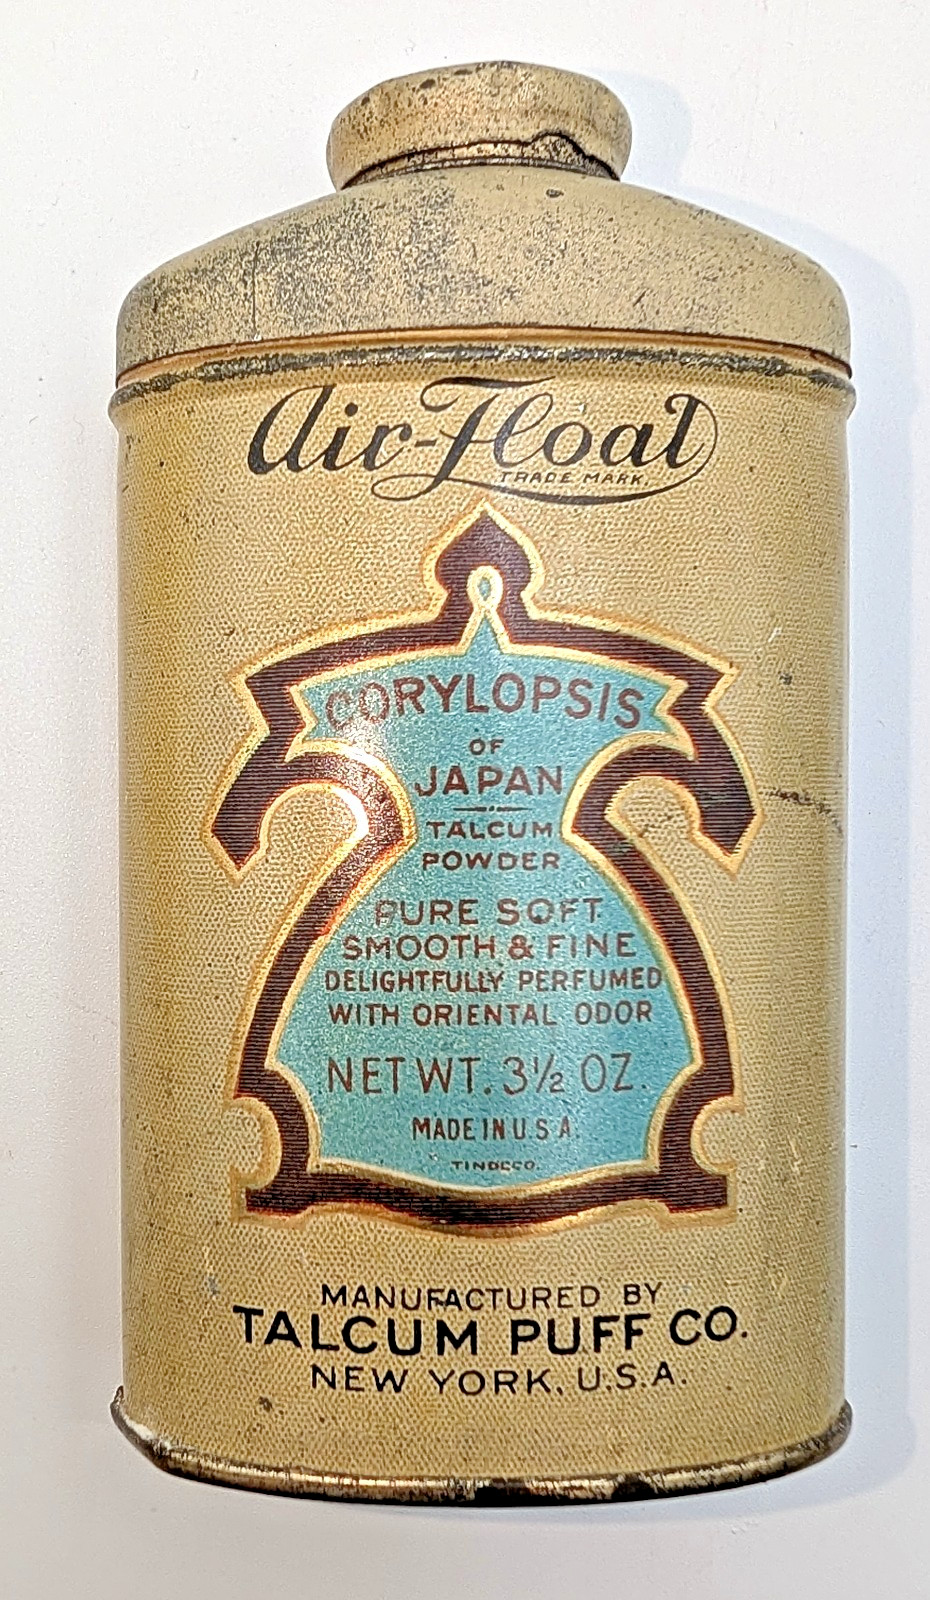 Air-Float
TRADE MARK.
CORYLOPSIS
OF
JAPAN
TALCUM
POWDER
PURE SOFT
SMOOTH & FINE
DELIGHTFULLY PERFUMED
WITH ORIENTAL ODOR
NET WT. 3½ OZ.
MADE IN U.S.A.
TINDECO.
MANUFACTURED BY
TALCUM PUFF CO.
NEW YORK, U.S.A.